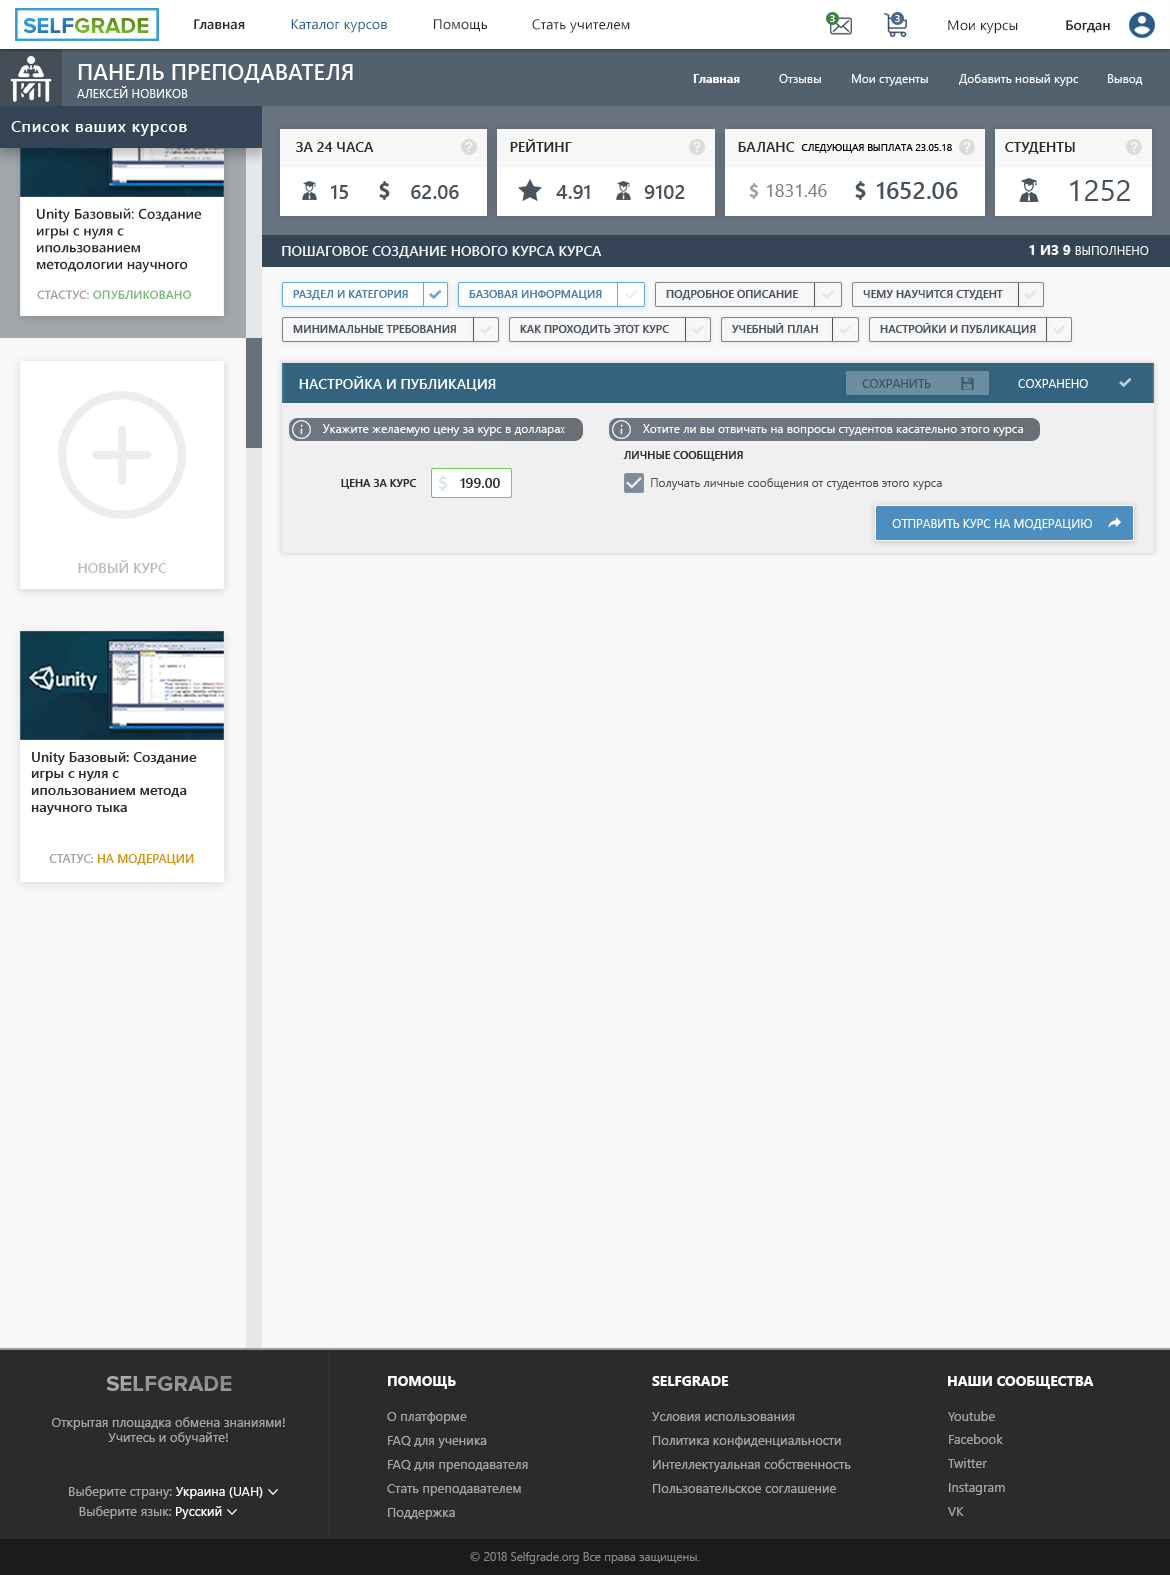 SELFGRADE
Главная
Каталог курсов
Помощь
Стать учителем
3
3
Мои курсы
Богдан
ПАНЕЛЬ ПРЕПОДАВАТЕЛЯ
АЛЕКСЕЙ НОВИКОВ
Главная
Отзывы
Мои студенты
Добавить новый курс
Вывод
Список ваших курсов
Unity Базовый: Создание
игры с нуля с
ипользованием
методологии научного
СТАСТУС: ОПУБЛИКОВАНО
НОВЫЙ КУРС
unity
Unity Базовый: Создание
игры с нуля с
ипользованием метода
научного тыка
СТАТУС: НА МОДЕРАЦИИ
ЗА 24 ЧАСА
?
15
$ 62.06
РЕЙТИНГ
?
4.91
9102
БАЛАНС СЛЕДУЮЩАЯ ВЫПЛАТА 23.05.18
?
$ 1831.46
$ 1652.06
СТУДЕНТЫ
?
1252
ПОШАГОВОЕ СОЗДАНИЕ НОВОГО КУРСА КУРСА
1 ИЗ 9 ВЫПОЛНЕНО
РАЗДЕЛ И КАТЕГОРИЯ
БАЗОВАЯ ИНФОРМАЦИЯ
ПОДРОБНОЕ ОПИСАНИЕ
ЧЕМУ НАУЧИТСЯ СТУДЕНТ
МИНИМАЛЬНЫЕ ТРЕБОВАНИЯ
КАК ПРОХОДИТЬ ЭТОТ КУРС
УЧЕБНЫЙ ПЛАН
НАСТРОЙКИ И ПУБЛИКАЦИЯ
НАСТРОЙКА И ПУБЛИКАЦИЯ
СОХРАНИТЬ
СОХРАНЕНО
Укажите желаемую цену за курс в долларах
Хотите ли вы отвичать на вопросы студентов касательно этого курса
ЛИЧНЫЕ СООБЩЕНИЯ
ЦЕНА ЗА КУРС
$ 199.00
Получать личные сообщения от студентов этого курса
ОТПРАВИТЬ КУРС НА МОДЕРАЦИЮ
SELFGRADE
Открытая площадка обмена знаниями!
Учитесь и обучайте!
Выберите страну: Украина (UAH)
Выберите язык: Русский
ПОМОЩЬ
О платформе
FAQ для ученика
FAQ для преподавателя
Стать преподавателем
Поддержка
SELFGRADE
Условия использования
Политика конфиденциальности
Интеллектуальная собственность
Пользовательское соглашение
НАШИ СООБЩЕСТВА
Youtube
Facebook
Twitter
Instagram
VK
© 2018 Selfgrade.org Все права защищены.